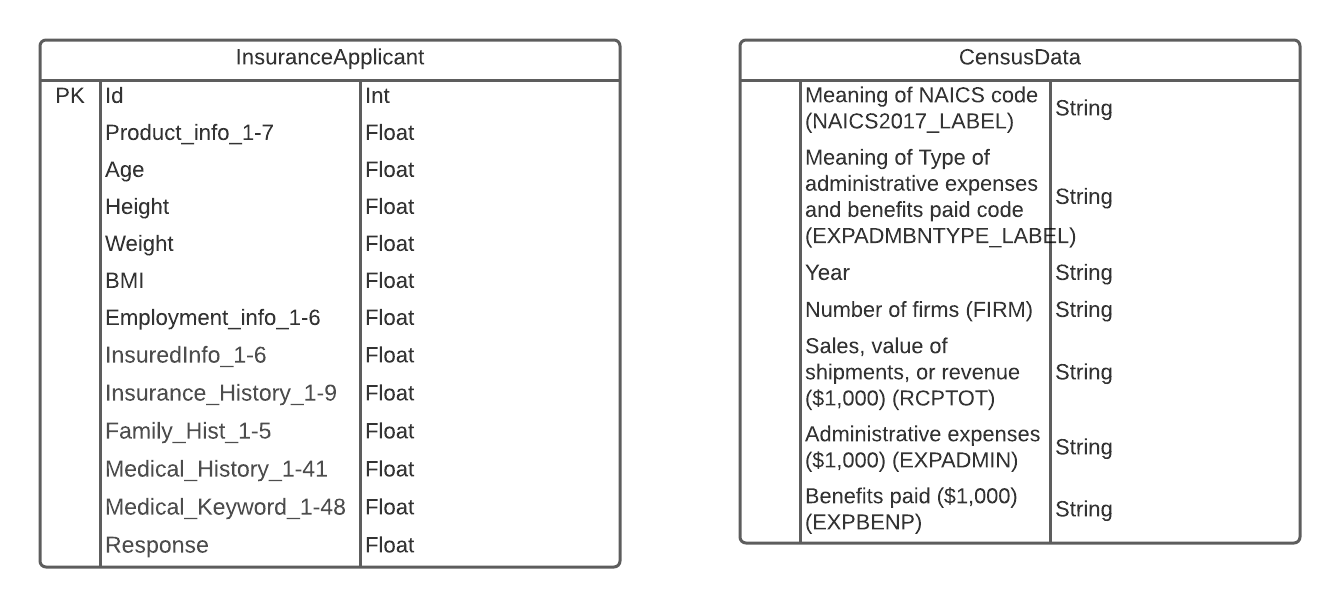 InsuranceApplicant
PK Id Int
Product_info_1-7 Float
Age Float
Height Float
Weight Float
BMI Float
Employment_info_1-6 Float
InsuredInfo_1-6 Float
Insurance_History_1-9 Float
Family_Hist_1-5 Float
Medical_History_1-41 Float
Medical_Keyword_1-48 Float
Response Float
CensusData
Meaning of NAICS code
(NAICS2017_LABEL)
String
Meaning of Type of
administrative expenses
and benefits paid code
(EXPADMBNTYPE_LABEL)
String
Year String
Number of firms (FIRM) String
Sales, value of
shipments, or revenue
($1,000) (RCPTOT)
String
Administrative expenses
($1,000) (EXPADMIN)
String
Benefits paid ($1,000)
(EXPBENP)
String